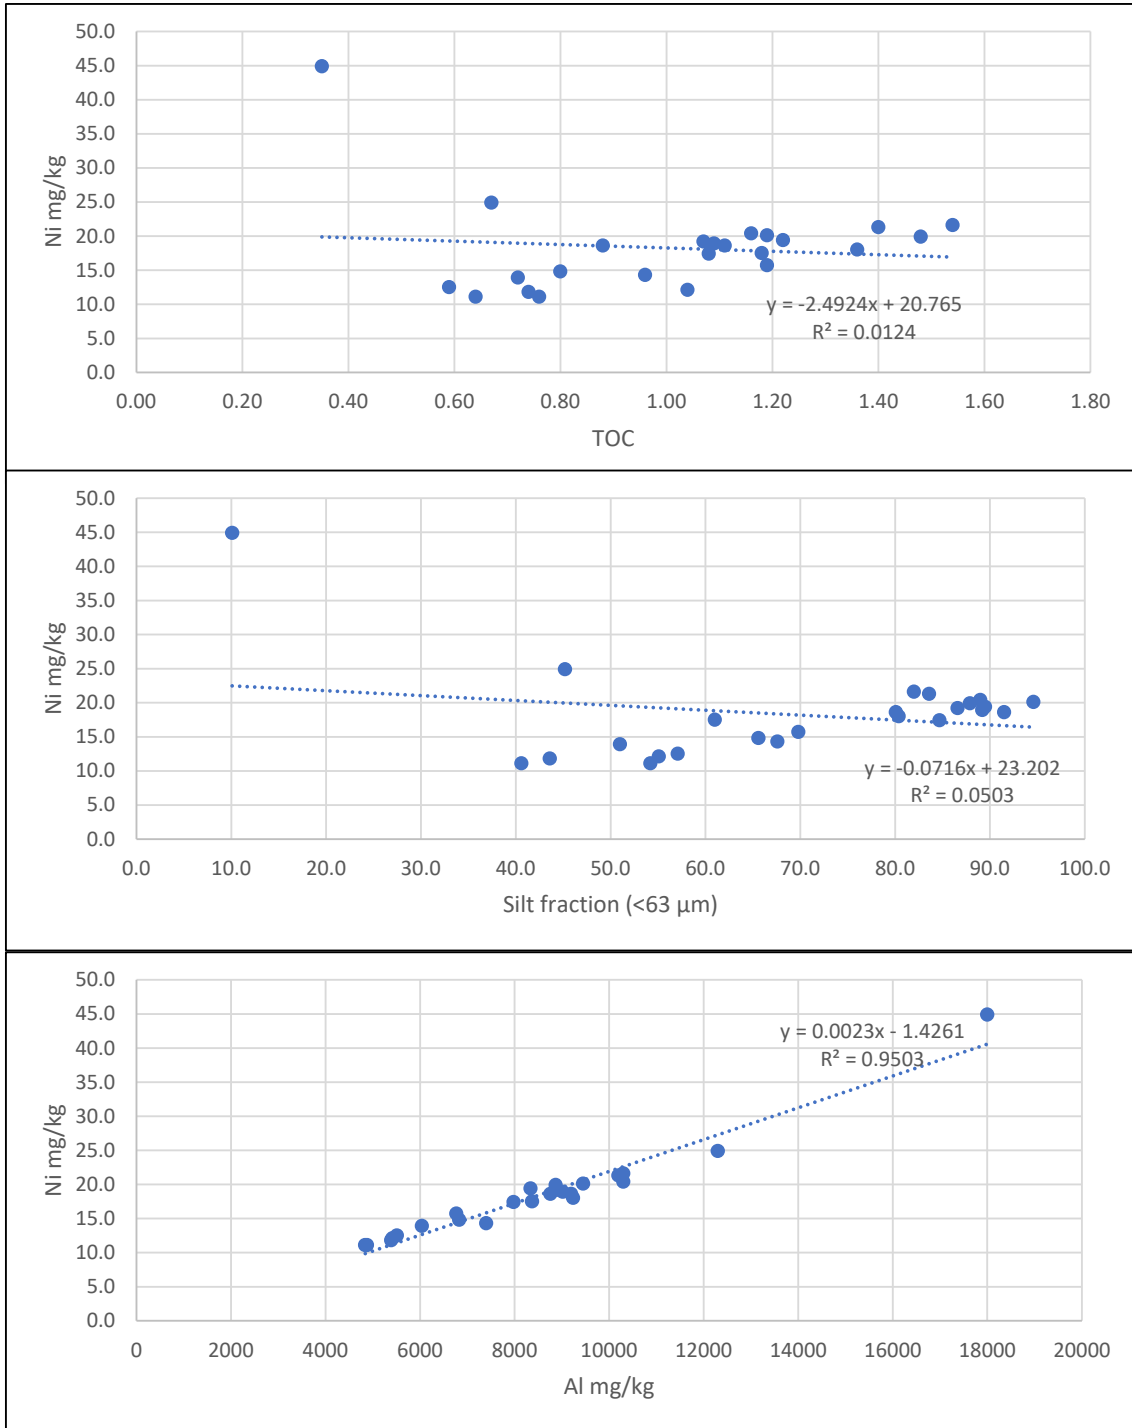 50.0
45.0
40.0
35.0
30.0
25.0
20.0
15.0
10.0
5.0
0.0
Ni mg/kg
y = -2.4924x + 20.765
R² = 0.0124
0.00 0.20 0.40 0.60 0.80 1.00 1.20 1.40 1.60 1.80
TOC
50.0
45.0
40.0
35.0
30.0
25.0
20.0
15.0
10.0
5.0
0.0
Ni mg/kg
y = -0.0716x + 23.202
R² = 0.0503
0.0 10.0 20.0 30.0 40.0 50.0 60.0 70.0 80.0 90.0 100.0
Silt fraction (<63 µm)
50.0
45.0
40.0
35.0
30.0
25.0
20.0
15.0
10.0
5.0
0.0
Ni mg/kg
y = 0.0023x - 1.4261
R² = 0.9503
0 2000 4000 6000 8000 10000 12000 14000 16000 18000 20000
Al mg/kg